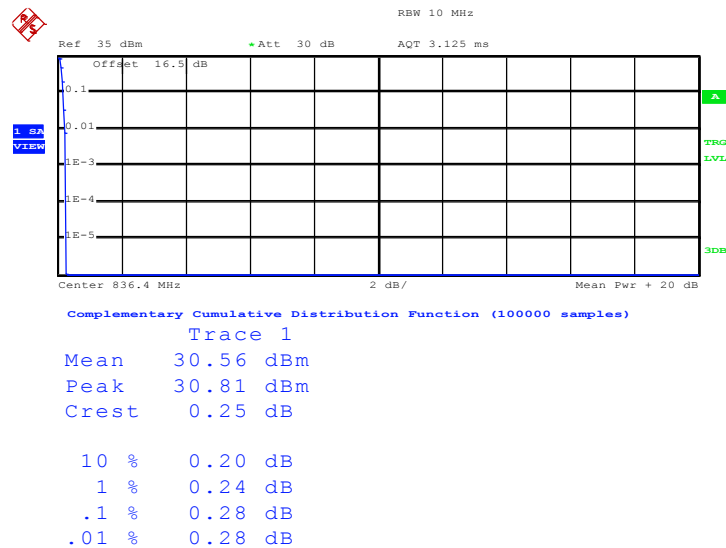 R S
RBW 10 MHz
Ref 35 dBm * Att 30 dB AQT 3.125 ms
Offset 16.5 dB
0.1
A
0.01
1 SA
VIEW
TRG
LVL
1E-3
1E-4
1E-5
3DB
Center 836.4 MHz 2 dB/ Mean Pwr + 20 dB
Complementary Cumulative Distribution Function (100000 samples)
Trace 1
Mean 30.56 dBm
Peak 30.81 dBm
Crest 0.25 dB
10 % 0.20 dB
1 % 0.24 dB
.1 % 0.28 dB
.01 % 0.28 dB